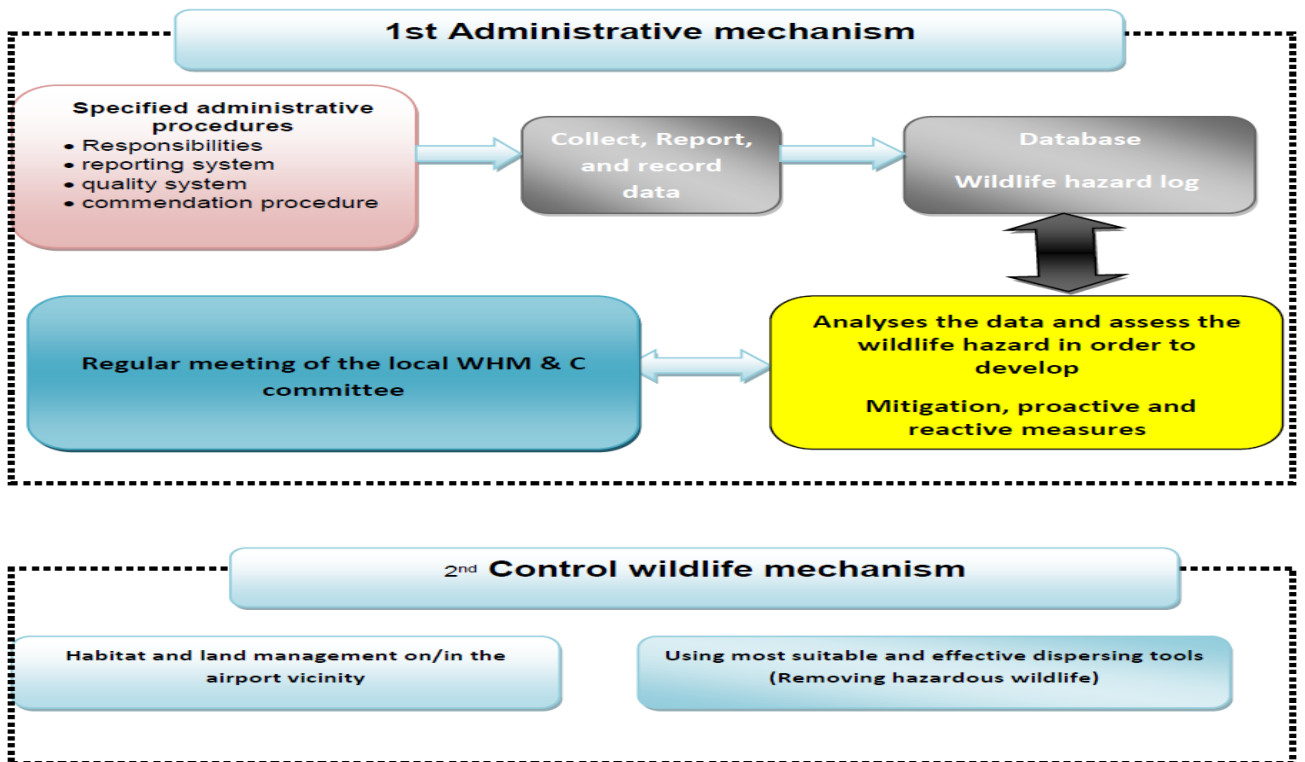 1st Administrative mechanism
Specified administrative
procedures
• Responsibilities
• reporting system
• quality system
• commendation procedure
Collect, Report,
and record
data
Database
Wildlife hazard log
Regular meeting of the local WHM & C
committee
Analyses the data and assess the
wildlife hazard in order to
develop
Mitigation, proactive and
reactive measures
2nd Control wildlife mechanism
Habitat and land management on/in the
airport vicinity
Using most suitable and effective dispersing tools
(Removing hazardous wildlife)